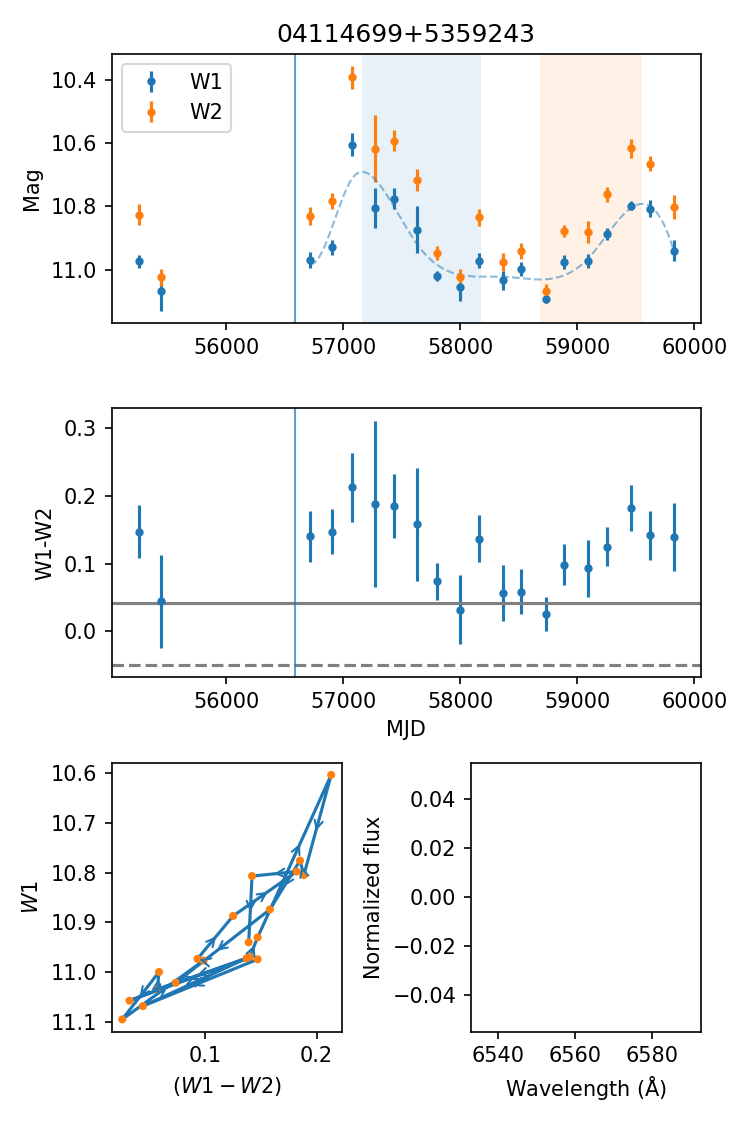 04114699+5359243
W1
W2
Mag
10.4
10.6
10.8
11.0
56000 57000 58000 59000 60000
W1-W2
0.3
0.2
0.1
0.0
56000 57000 58000 59000 60000
MJD
W1
10.6
10.7
10.8
10.9
11.0
11.1
0.1 0.2
(W1 − W2)
Normalized flux
0.04
0.02
0.00
−0.02
−0.04
6540 6560 6580
Wavelength (Å)